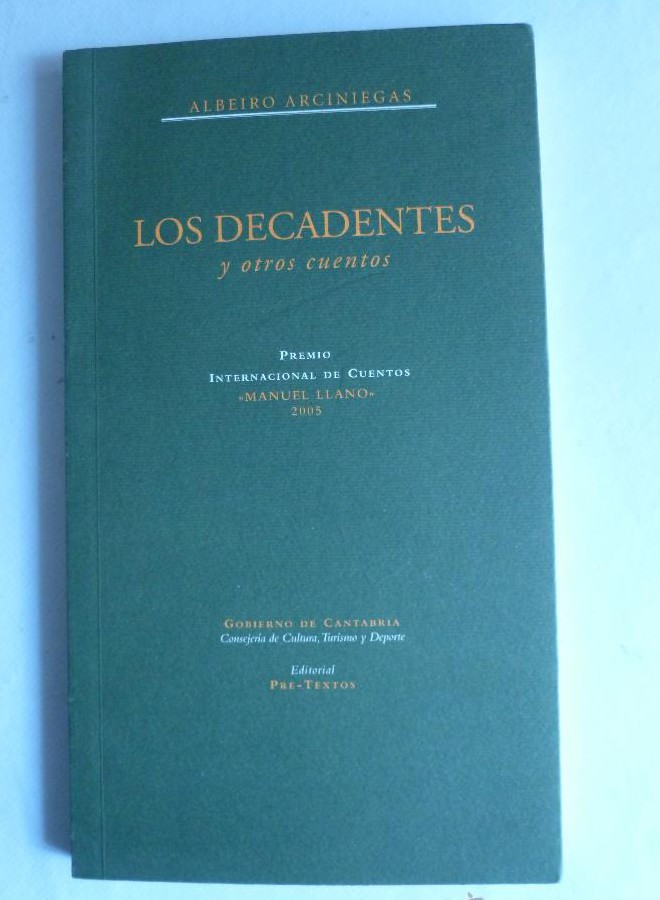 ALBEIRO ARCINIEGAS
LOS DECADENTES
y otros cuentos
PREMIO
INTERNACIONAL DE CUENTOS
«MANUEL LLANO»
2005
GOBIERNO DE CANTABRIA
Consejería de Cultura, Turismo y Deporte
Editorial
PRE-TEXTOS